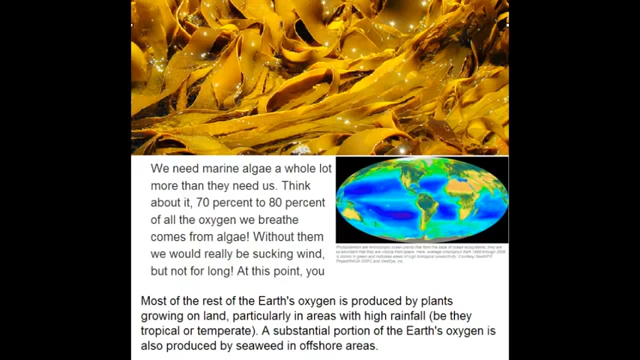 We need marine algae a whole lot
more than they need us. Think
about it, 70 percent to 80 percent
of all the oxygen we breathe
comes from algae! Without them
we would really be sucking wind,
but not for long! At this point, you
Most of the rest of the Earth's oxygen is produced by plants
growing on land, particularly in areas with high rainfall (be they
tropical or temperate). A substantial portion of the Earth's oxygen is
also produced by seaweed in offshore areas.